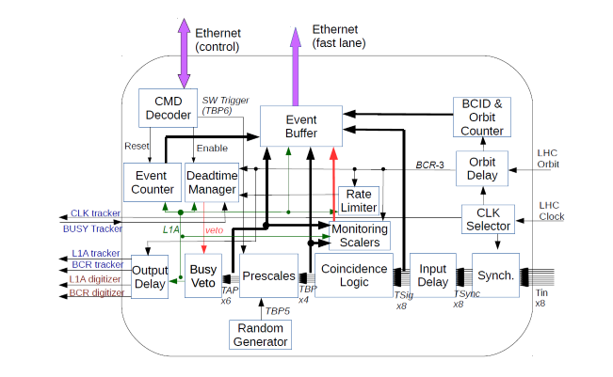 Ethernet
(control)
Ethernet
(fast lane)
CMD
Decoder
SW Trigger
(TBP6)
Event
Buffer
BCID &
Orbit
Counter
Reset
Enable
Event
Counter
Deadtime
Manager
BCR-3
Orbit
Delay
LHC
Orbit
Rate
Limiter
CLK tracker
BUSY Tracker
L1A
veto
Monitoring
Scalers
CLK
Selector
LHC
Clock
L1A tracker
BCR tracker
L1A digitizer
BCR digitizer
Output
Delay
Busy
Veto
TAP
x6
Prescales
TBP
x4
Coincidence
Logic
TSig
x8
Input
Delay
TSync
x8
Synch.
Tin
x8
TBP5
Random
Generator